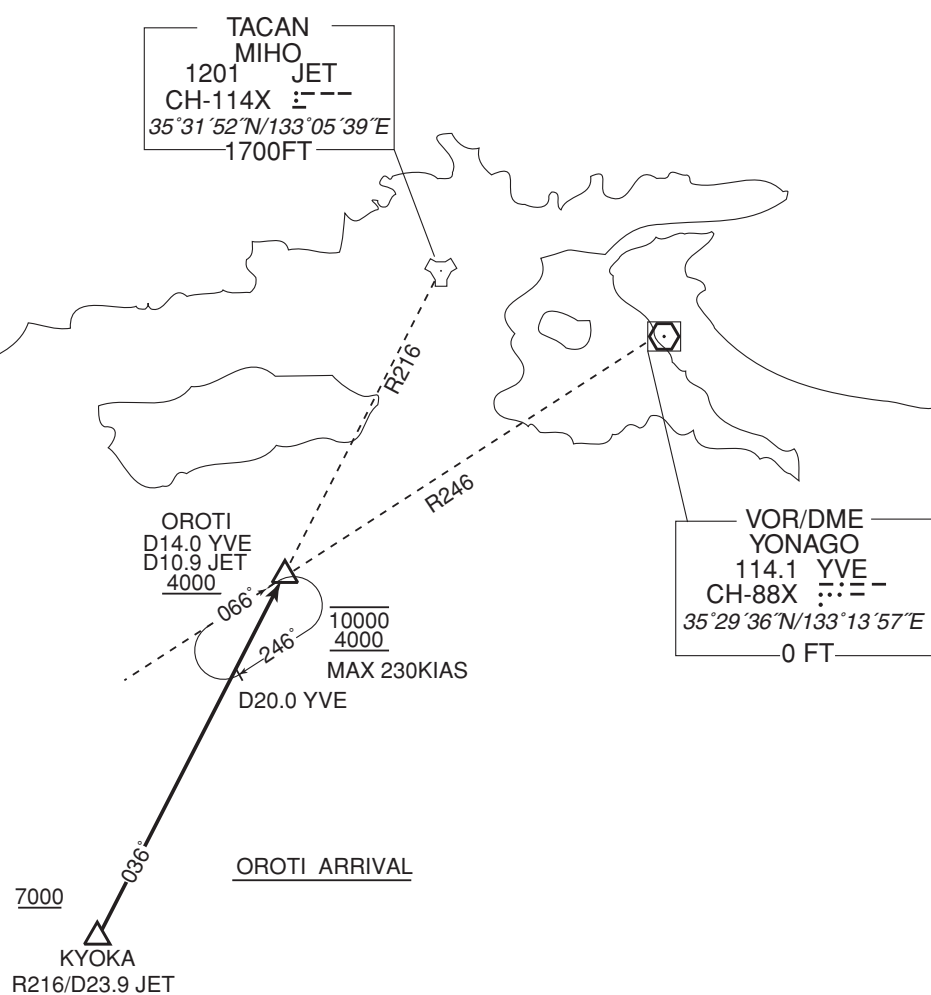 TACAN
MIHO
1201 JET
CH-114X
35°31´52˝N/133°05´39˝E
1700FT
R216
R246
OROTI
D14.0 YVE
D10.9 JET
4000
066°
246°
10000
4000
MAX 230KIAS
D20.0 YVE
VOR/DME
YONAGO
114.1 YVE
CH-88X
35°29´36˝N/133°13´57˝E
0 FT
036°
OROTI ARRIVAL
7000
KYOKA
R216/D23.9 JET